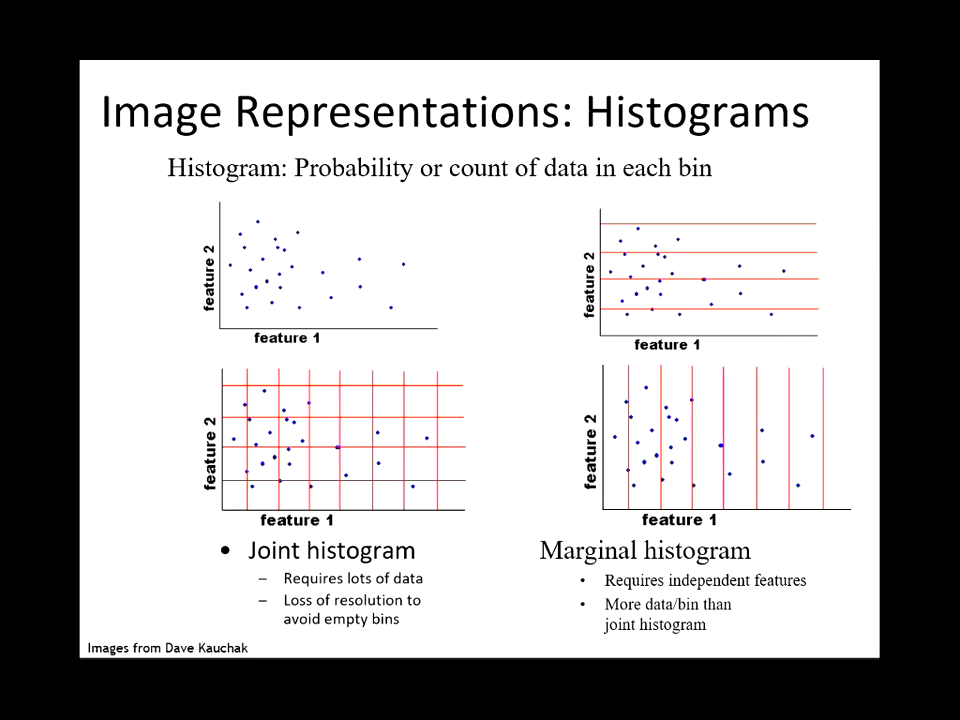 Image Representations: Histograms
Histogram: Probability or count of data in each bin
feature 2
feature 1
feature 2
feature 1
feature 2
feature 1
feature 2
feature 1
• Joint histogram
– Requires lots of data
– Loss of resolution to
avoid empty bins
Marginal histogram
• Requires independent features
• More data/bin than
joint histogram
Images from Dave Kauchak